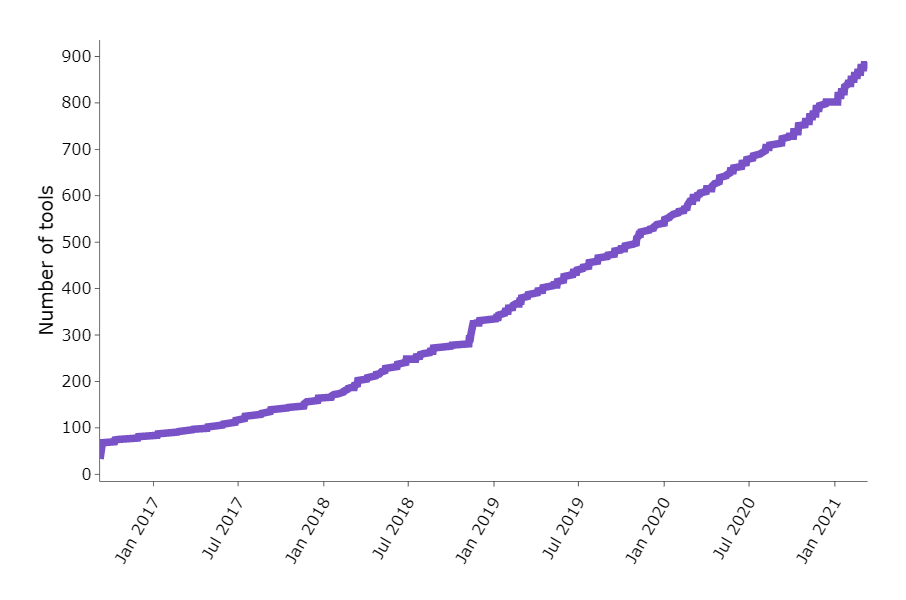 900
800
700
600
500
400
300
200
100
0
Number of tools
Jan 2017
Jul 2017
Jan 2018
Jul 2018
Jan 2019
Jul 2019
Jan 2020
Jul 2020
Jan 2021